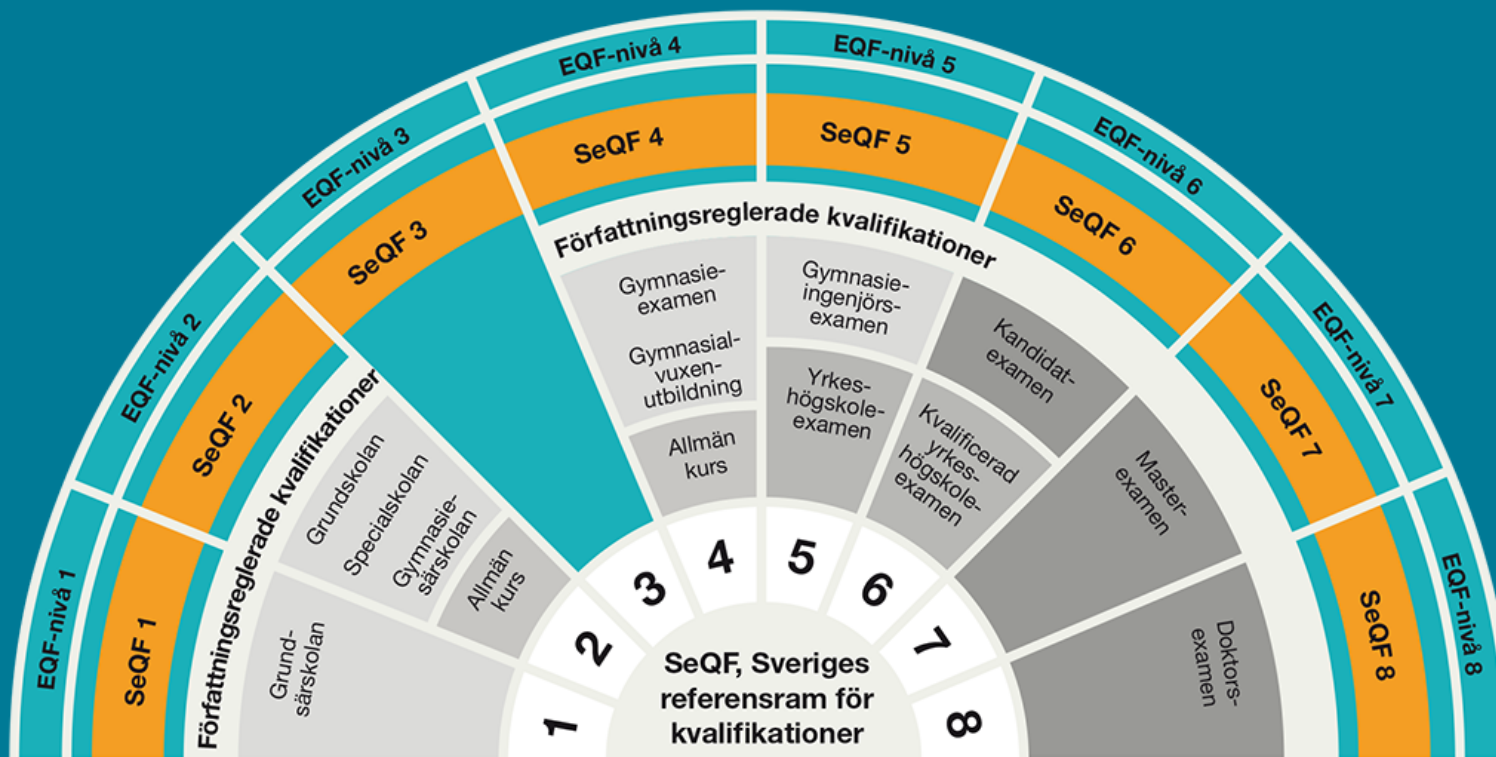 EQF-nivå 1
EQF-nivå 2
EQF-nivå 3
EQF-nivå 4
EQF-nivå 5
EQF-nivå 6
EQF-nivå 7
EQF-nivå 8
SeQF 1
SeQF 2
SeQF 3
SeQF 4
SeQF 5
SeQF 6
SeQF 7
SeQF 8
Författningsreglerade kvalifikationer
Grund-
särskolan
Grundskolan
Specialskolan
Gymnasie-
särskolan
Allmän
kurs
Författningsreglerade kvalifikationer
Gymnasie-
examen
Gymnasial-
vuxen-
utbildning
Allmän
kurs
Gymnasie-
ingenjörs-
examen
Yrkes-
högskole-
examen
Kandidat-
examen
Kvalificerad
yrkes-
högskole-
examen
Master-
examen
Doktors-
examen
1
2
3
4
5
6
7
8
SeQF, Sveriges
referensram för
kvalifikationer